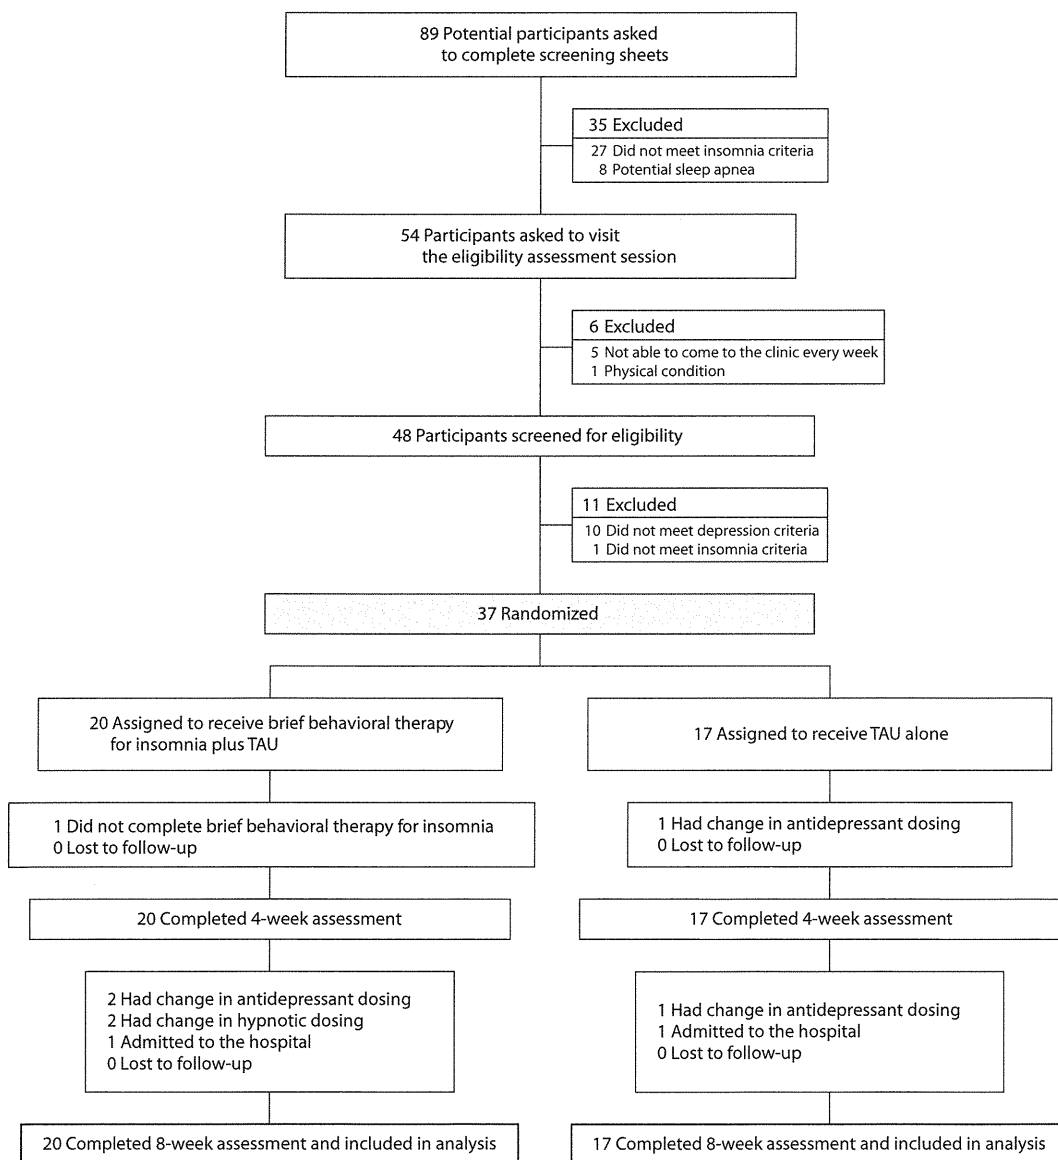 89 Potential participants asked
to complete screening sheets
35 Excluded
27 Did not meet insomnia criteria
8 Potential sleep apnea
54 Participants asked to visit
the eligibility assessment session
6 Excluded
5 Not able to come to the clinic every week
1 Physical condition
48 Participants screened for eligibility
11 Excluded
10 Did not meet depression criteria
1 Did not meet insomnia criteria
37 Randomized
20 Assigned to receive brief behavioral therapy
for insomnia plus TAU
17 Assigned to receive TAU alone
1 Did not complete brief behavioral therapy for insomnia
0 Lost to follow-up
1 Had change in antidepressant dosing
0 Lost to follow-up
20 Completed 4-week assessment
17 Completed 4-week assessment
2 Had change in antidepressant dosing
2 Had change in hypnotic dosing
1 Admitted to the hospital
0 Lost to follow-up
1 Had change in antidepressant dosing
1 Admitted to the hospital
0 Lost to follow-up
20 Completed 8-week assessment and included in analysis
17 Completed 8-week assessment and included in analysis